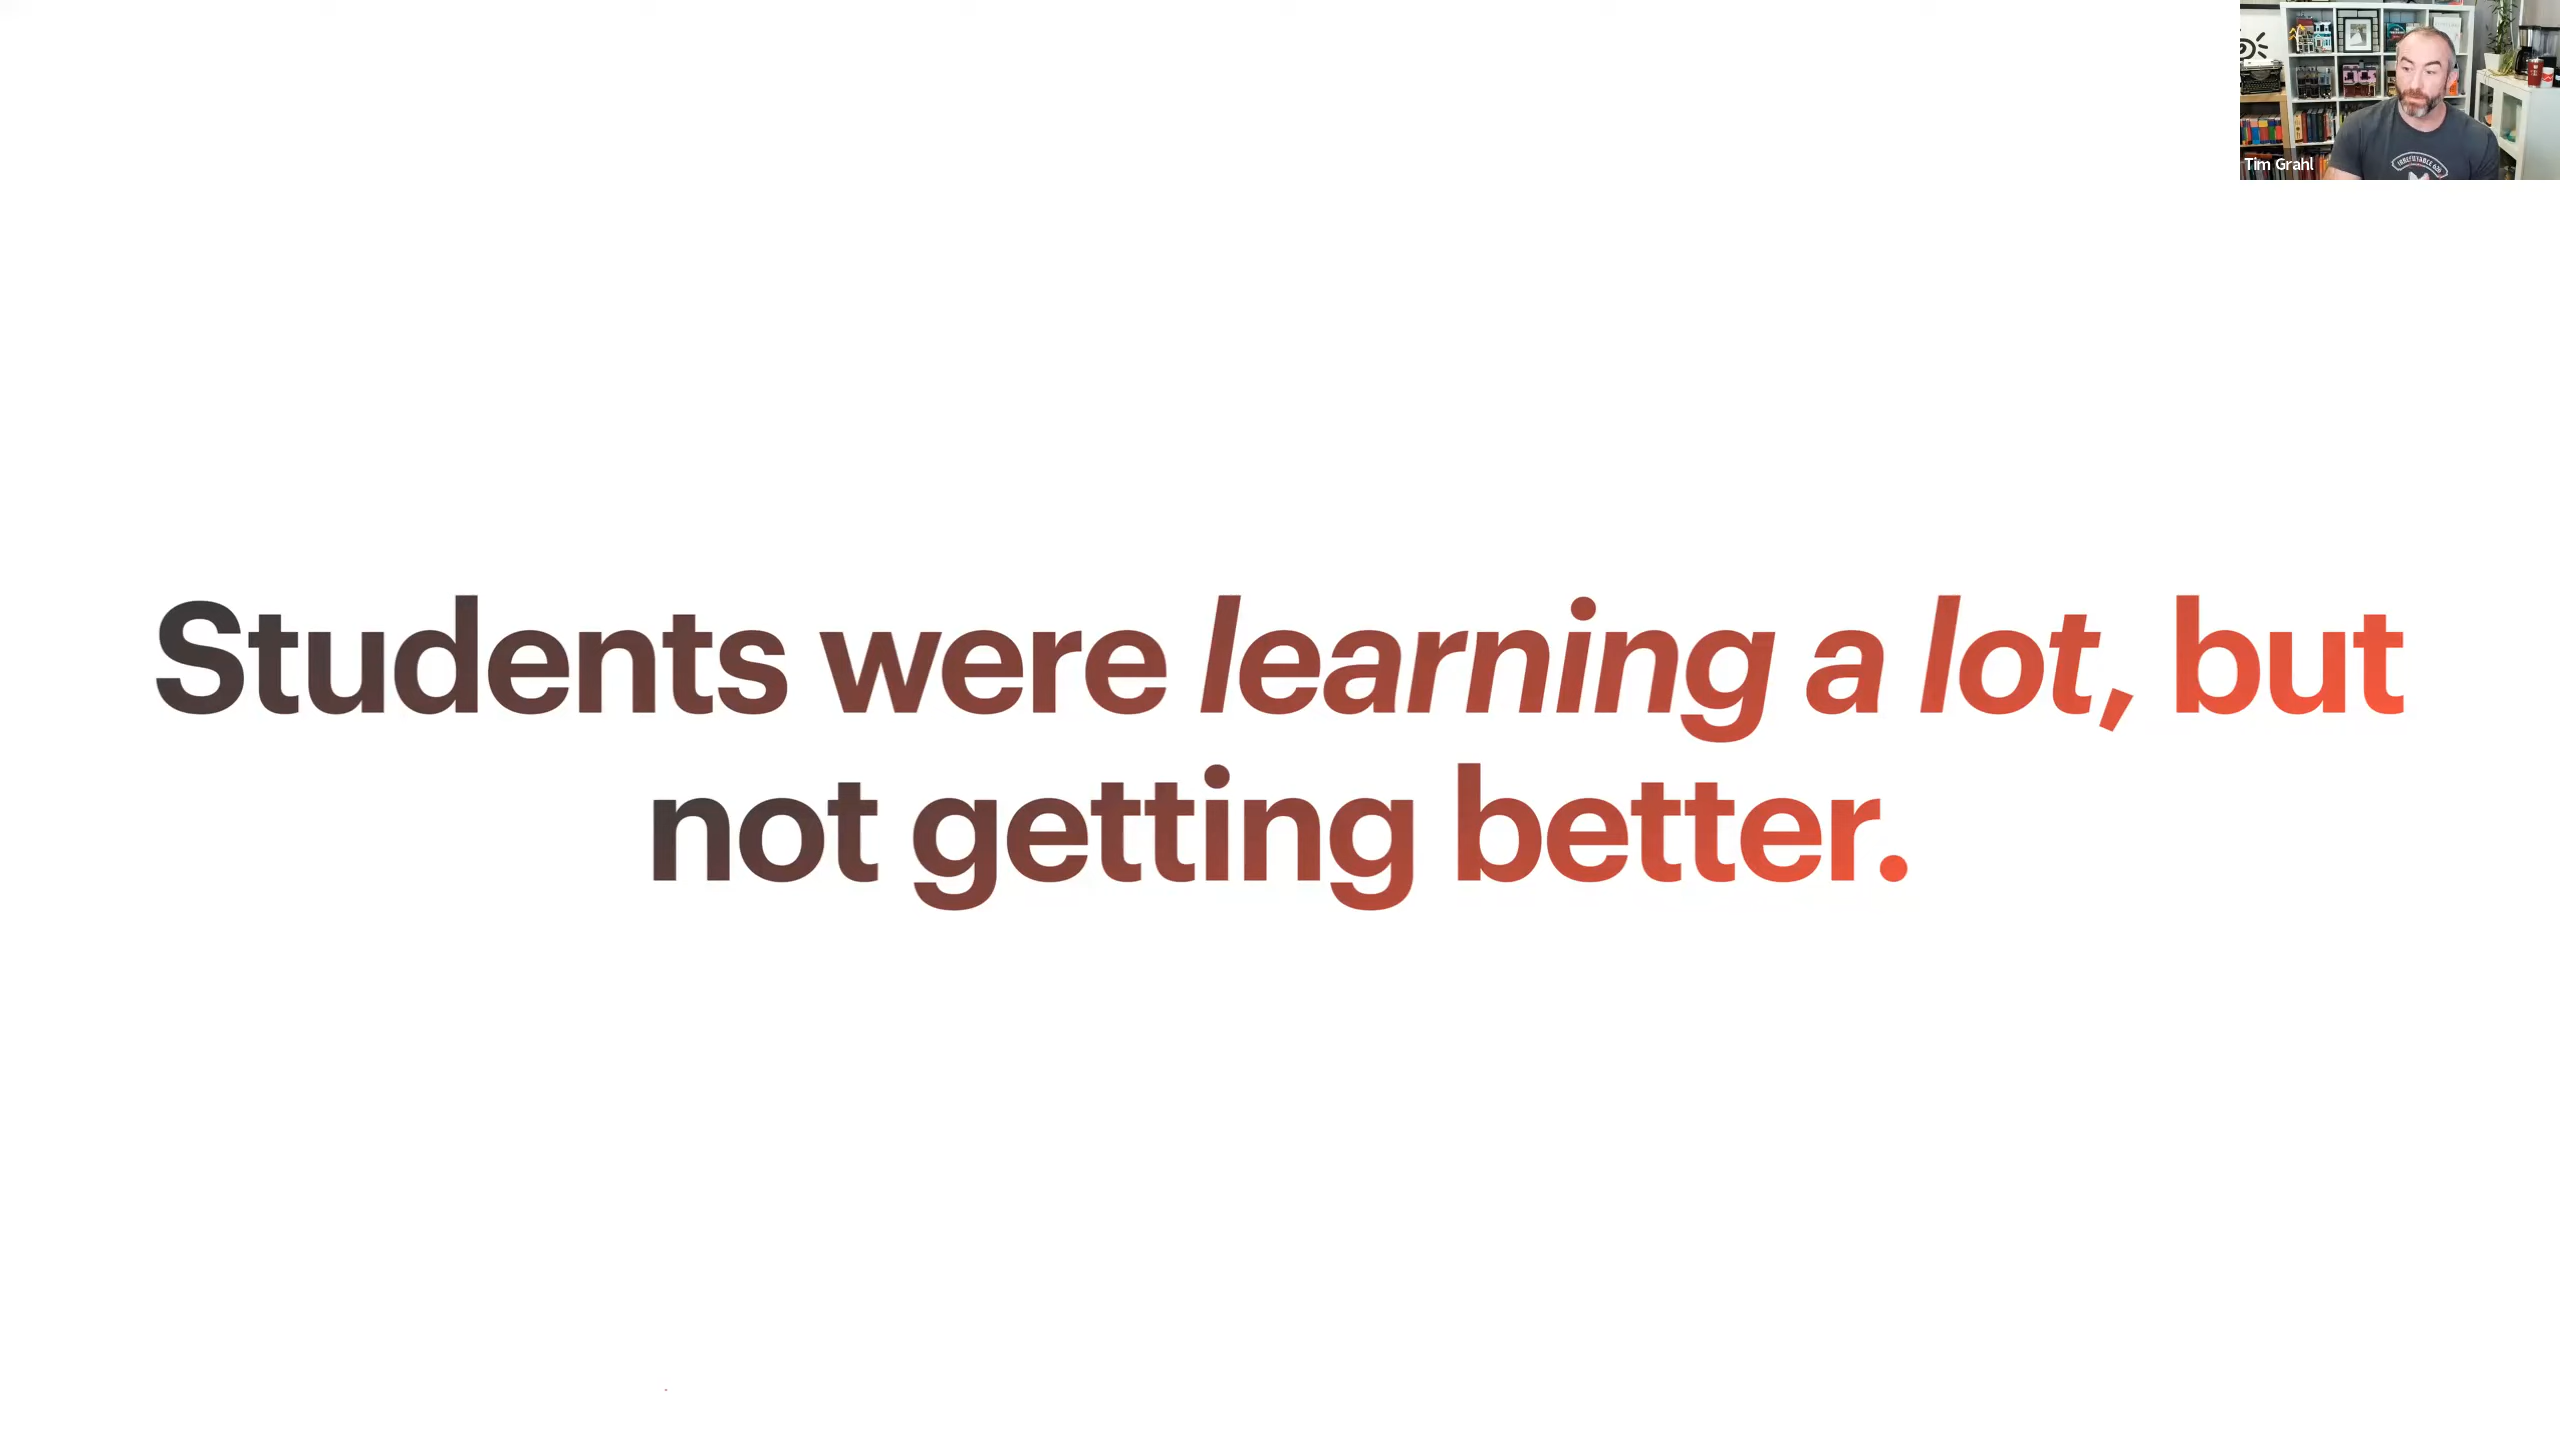 Tim Grahl
Students were learning a lot, but
not getting better.